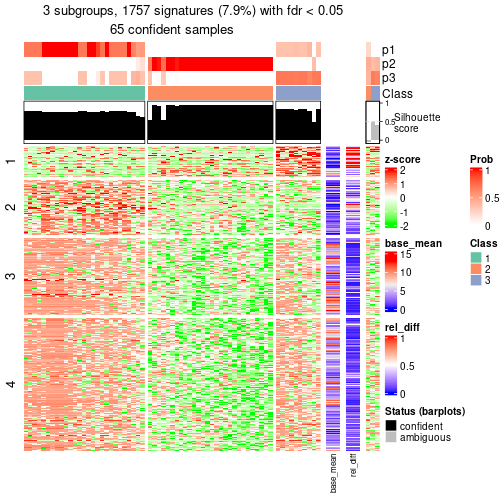 3 subgroups, 1757 signatures (7.9%) with fdr < 0.05
65 confident samples
p1
p2
p3
Class
1
0.5
0
Silhouette
score
1
2
3
4
base_mean
rel_diff
z-score
2
1
0
-1
-2
base_mean
15
10
5
0
rel_diff
1
0.5
0
Status (barplots)
confident
ambiguous
Prob
1
0.5
0
Class
1
2
3